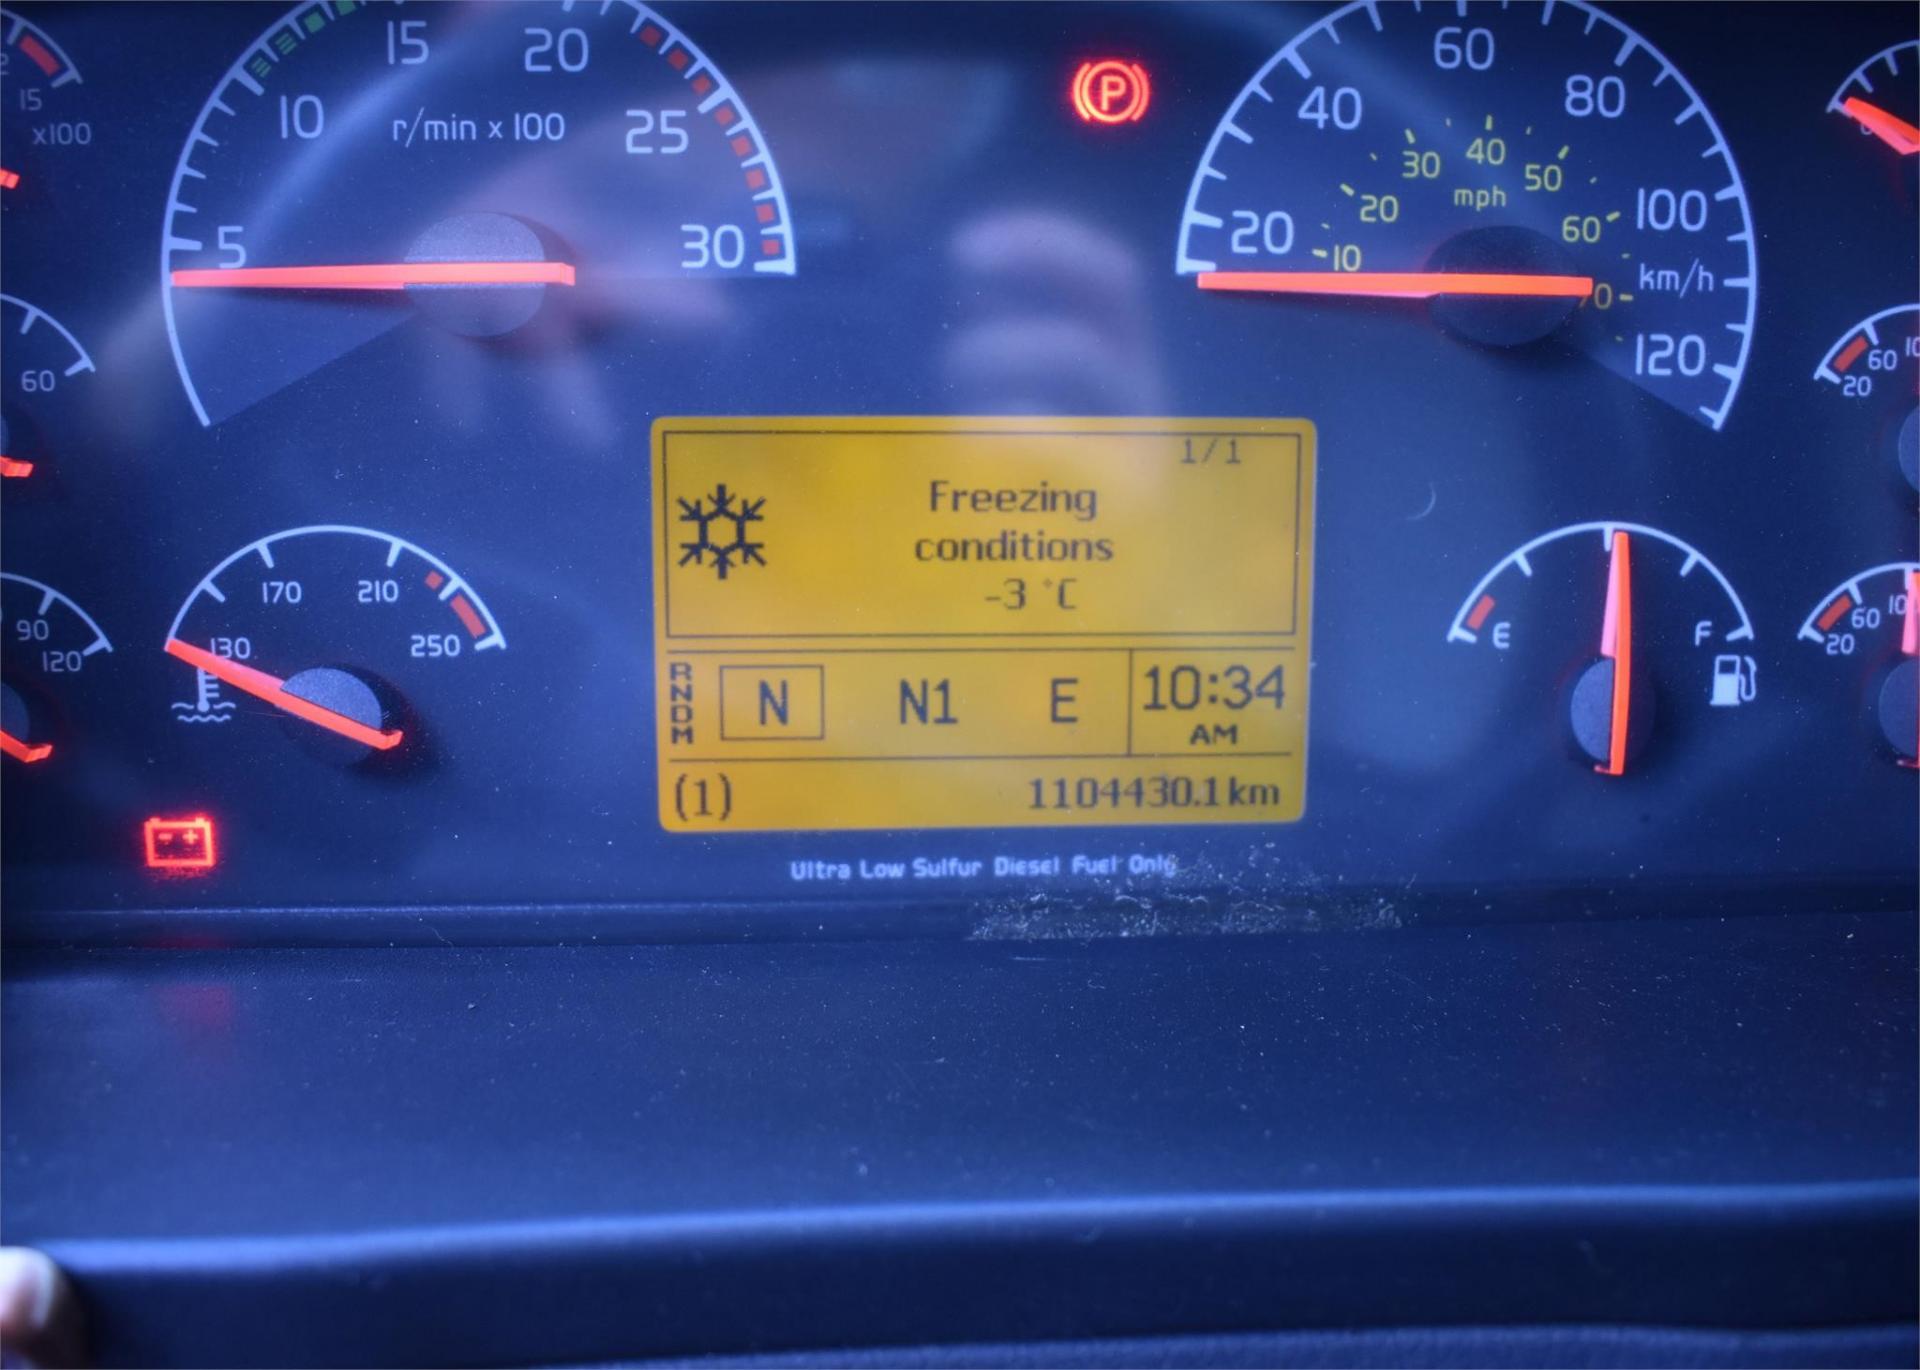 15
x100
5
10
15
20
25
30
r/min x 100
P
20
40
60
80
100
120
km/h
10
20
30
40
50
60
mph
60
90
120
130
170
210
250
1/1
Freezing
conditions
-3 °C
RNDM
N N1 E
10:34
AM
(1) 1104430.1 km
Ultra Low Sulfur Diesel Fuel Only
E F
20
60
20
60